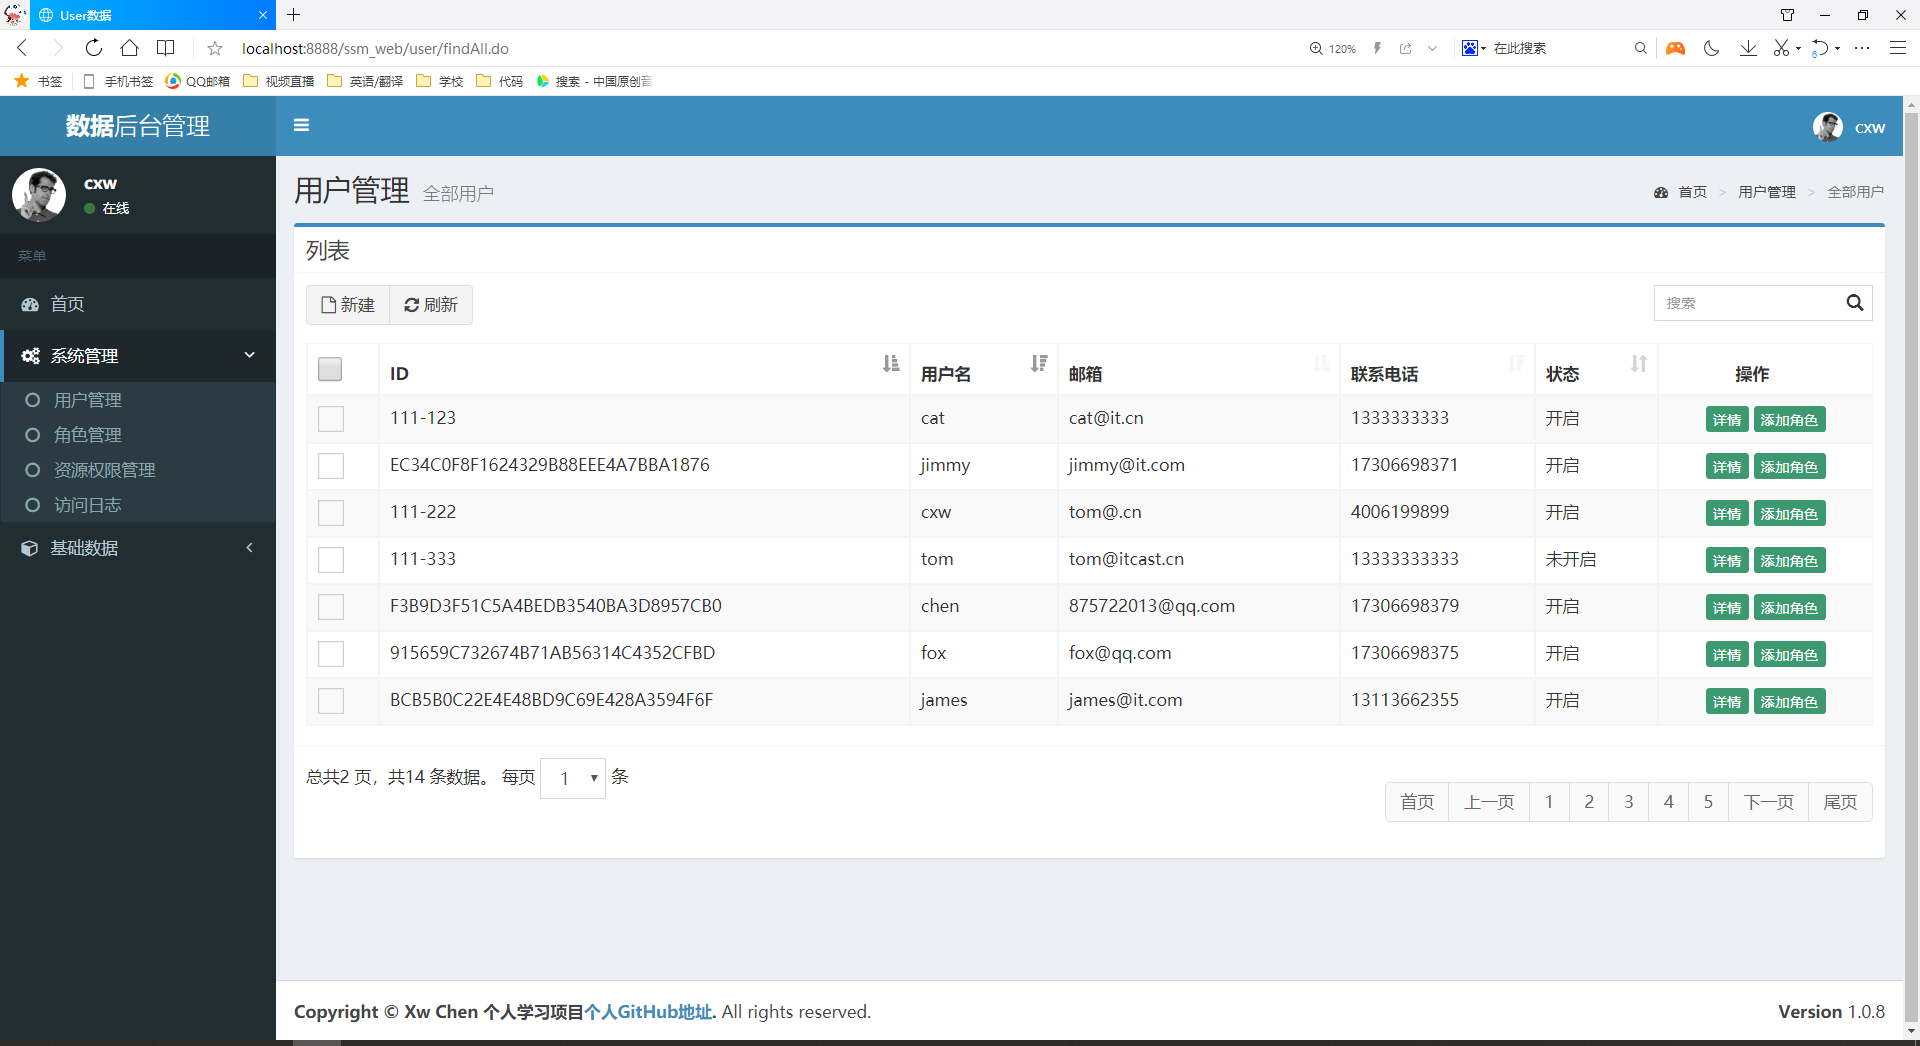 User数据
localhost:8888/ssm_web/user/findAll.do
120%
在此搜索
6
书签
手机书签
QQ邮箱
视频直播
英语/翻译
学校
代码
搜索 - 中国原创音
数据后台管理
cxw
cxw
在线
菜单
首页
系统管理
用户管理
角色管理
资源权限管理
访问日志
基础数据
用户管理 全部用户
首页 > 用户管理 > 全部用户
列表
新建 刷新
搜索
ID 用户名 邮箱 联系电话 状态 操作
111-123 cat cat@it.cn 1333333333 开启 详情 添加角色
EC34C0F8F1624329B88EEE4A7BBA1876 jimmy jimmy@it.com 17306698371 开启 详情 添加角色
111-222 cxw tom@.cn 4006199899 开启 详情 添加角色
111-333 tom tom@itcast.cn 13333333333 未开启 详情 添加角色
F3B9D3F51C5A4BEDB3540BA3D8957CB0 chen 875722013@qq.com 17306698379 开启 详情 添加角色
915659C732674B71AB56314C4352CFBD fox fox@qq.com 17306698375 开启 详情 添加角色
BCB5B0C22E4E48BD9C69E428A3594F6F james james@it.com 13113662355 开启 详情 添加角色
总共2 页，共14 条数据。 每页 1 条
首页 上一页 1 2 3 4 5 下一页 尾页
Copyright © Xw Chen 个人学习项目个人GitHub地址. All rights reserved.
Version 1.0.8